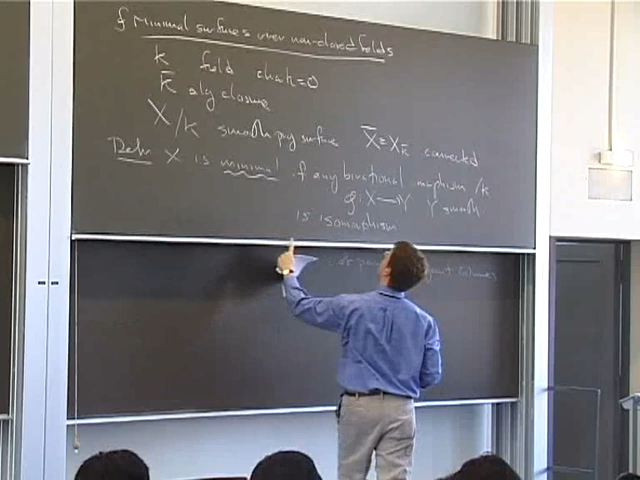 § Minimal surfaces over non-closed fields
k field char = 0
k̄ alg closure
X/k smooth proj surface X̄ = X_k̄ connected
Defn X is minimal if any birational morphism /k
g: X → Y Y smooth
is isomorphism
of